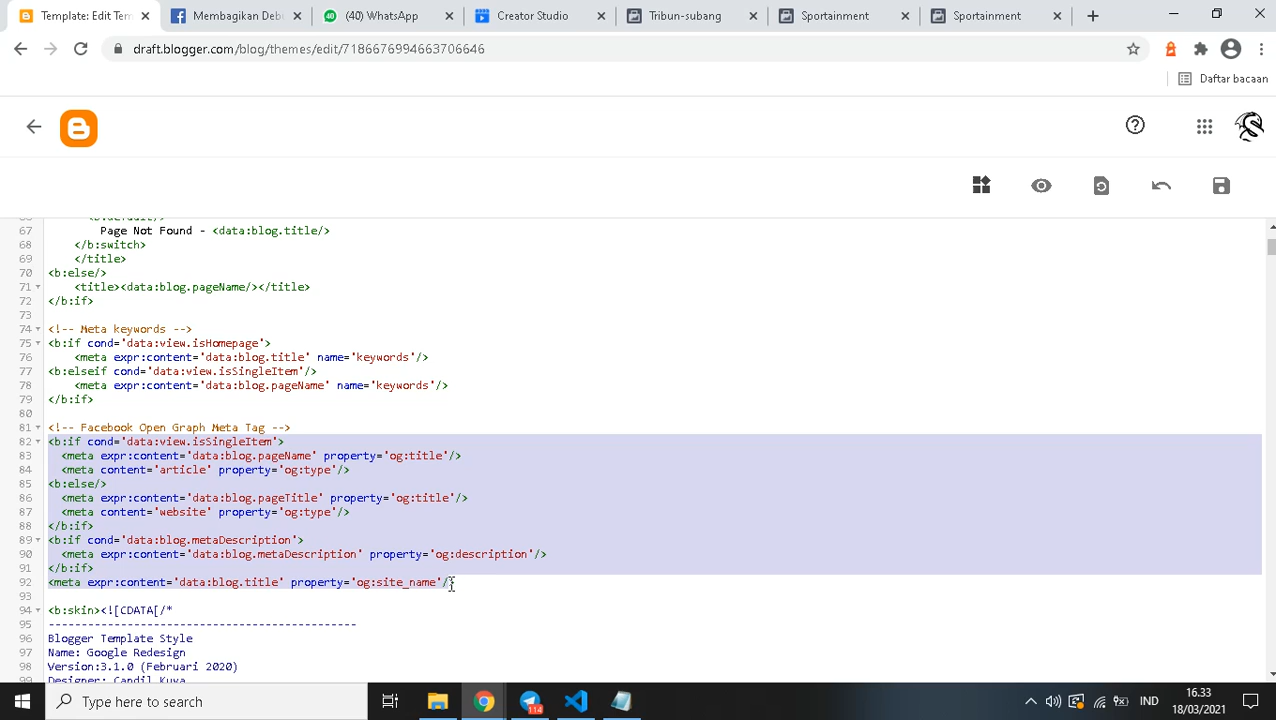 Template: Edit Tem
Membagikan Deb
(40) WhatsApp
Creator Studio
Tribun-subang
Sportainment
Sportainment
draft.blogger.com/blog/themes/edit/7186676994663706646
Daftar bacaan
67 Page Not Found - <data:blog.title/>
68 </b:switch>
69 </title>
70 <b:else/>
71 <title><data:blog.pageName/></title>
72 </b:if>
73
74 <!-- Meta keywords -->
75 <b:if cond='data:view.isHomepage'>
76 <meta expr:content='data:blog.title' name='keywords'/>
77 <b:elseif cond='data:view.isSingleItem'/>
78 <meta expr:content='data:blog.pageName' name='keywords'/>
79 </b:if>
80
81 <!-- Facebook Open Graph Meta Tag -->
82 <b:if cond='data:view.isSingleItem'>
83 <meta expr:content='data:blog.pageName' property='og:title'/>
84 <meta content='article' property='og:type'/>
85 <b:else/>
86 <meta expr:content='data:blog.pageTitle' property='og:title'/>
87 <meta content='website' property='og:type'/>
88 </b:if>
89 <b:if cond='data:blog.metaDescription'>
90 <meta expr:content='data:blog.metaDescription' property='og:description'/>
91 </b:if>
92 <meta expr:content='data:blog.title' property='og:site_name'/>
93
94 <b:skin><![CDATA[/*
95 -----------------------------------------------
96 Blogger Template Style
97 Name: Google Redesign
98 Version:3.1.0 (Februari 2020)
Designer: Candil Kuya
Type here to search
114
IND
16.33
18/03/2021